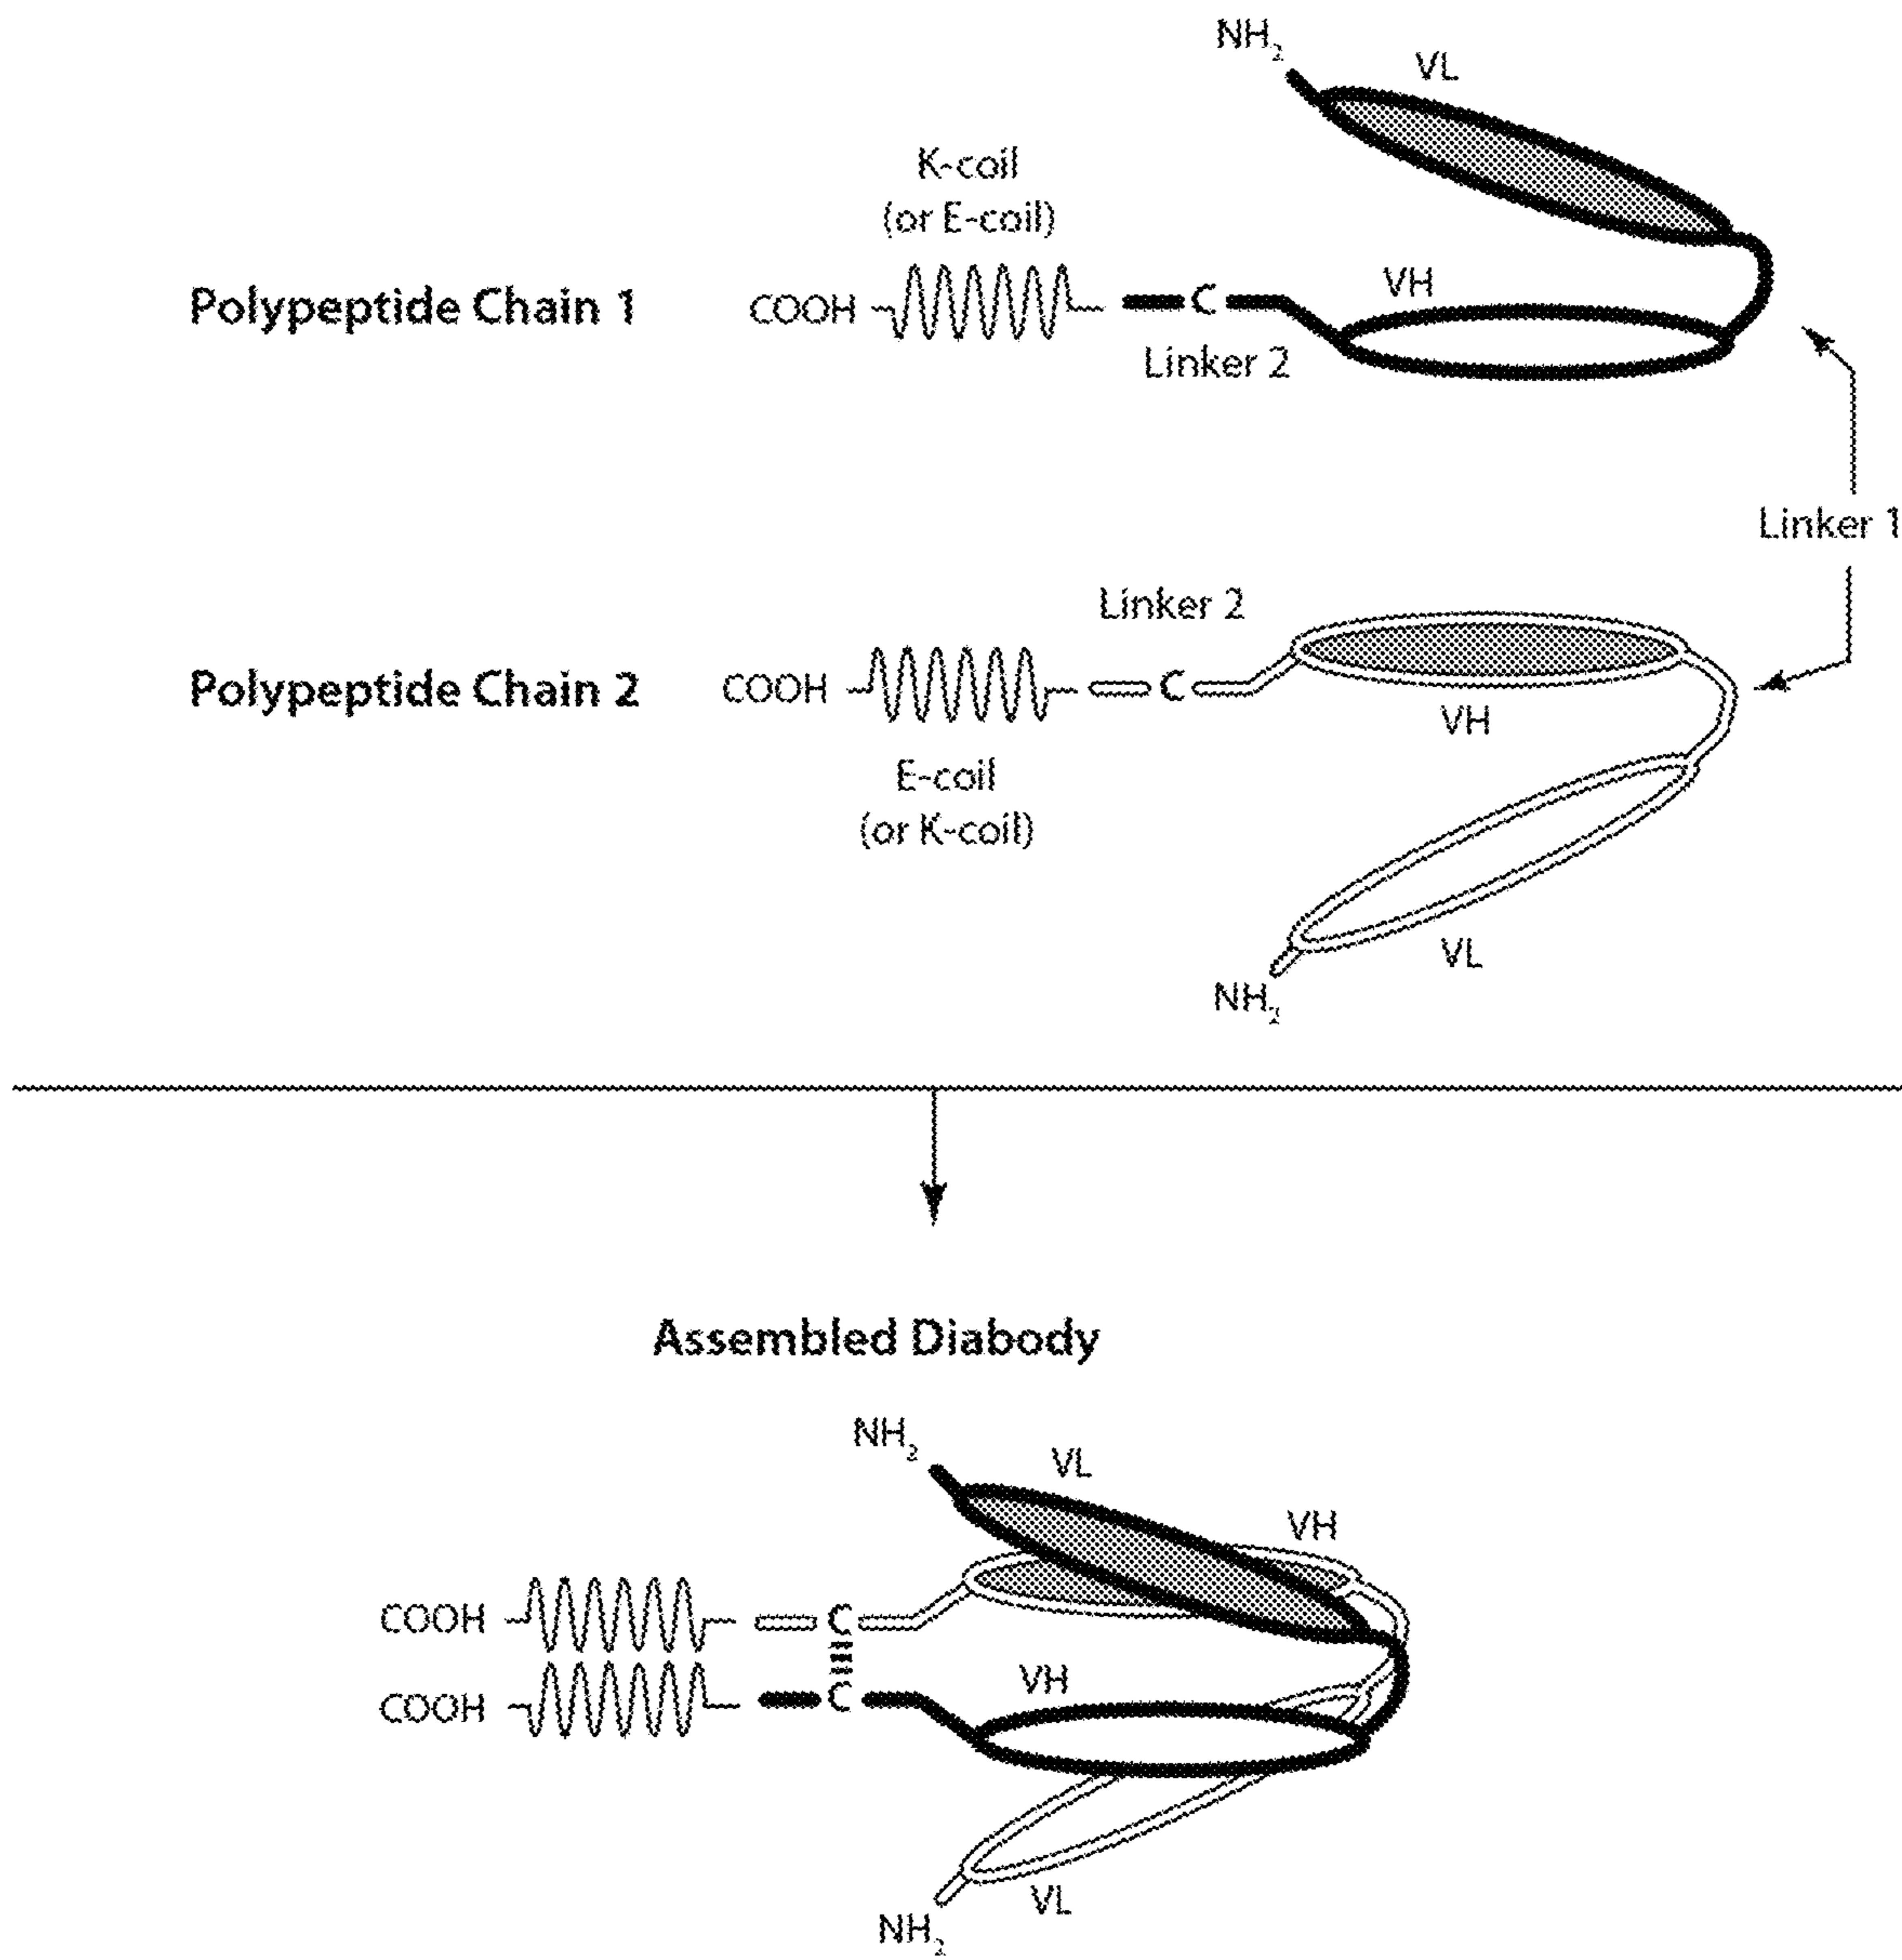 NH₂
VL
K-coil
(or E-coil)
Polypeptide Chain 1
COOH
C
VH
Linker 2
Linker 1
Linker 2
Polypeptide Chain 2
COOH
C
VH
E-coil
(or K-coil)
VL
NH₂
Assembled Diabody
NH₂
VL
VH
COOH
C
COOH
C
VH
VL
NH₂